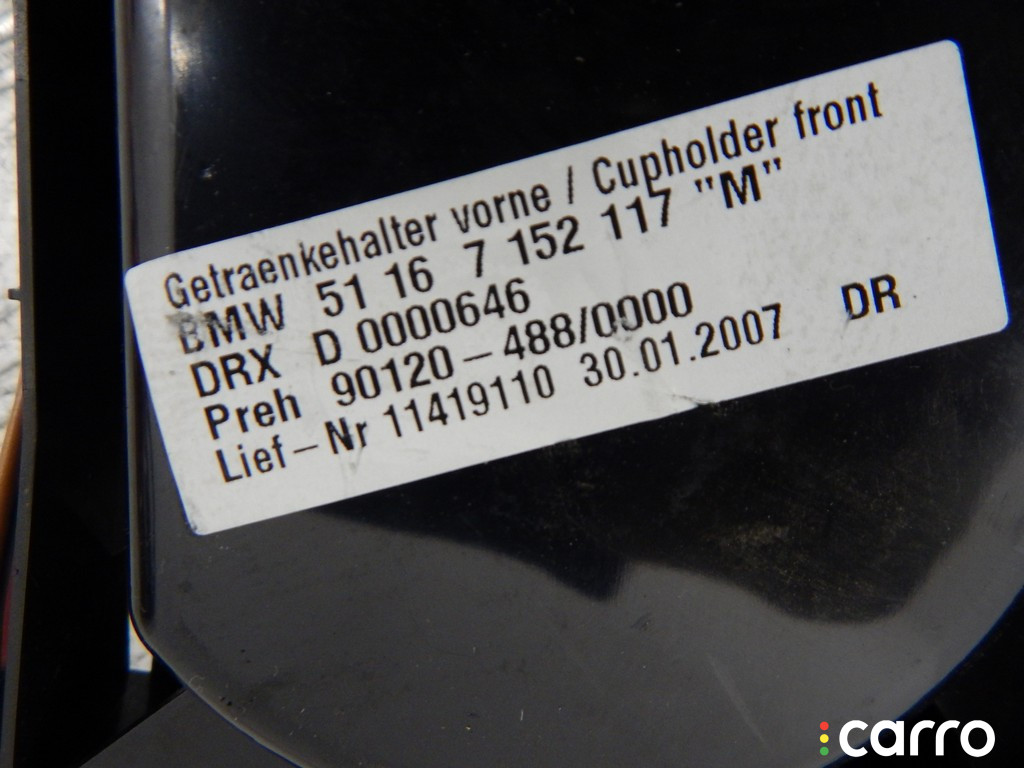 Getraenkehalter vorne / Cupholder front
BMW 51 16 7 152 117 "M"
DRX D 0000646
Preh 90120-488/0000
Lief-Nr 11419110 30.01.2007 DR
carro